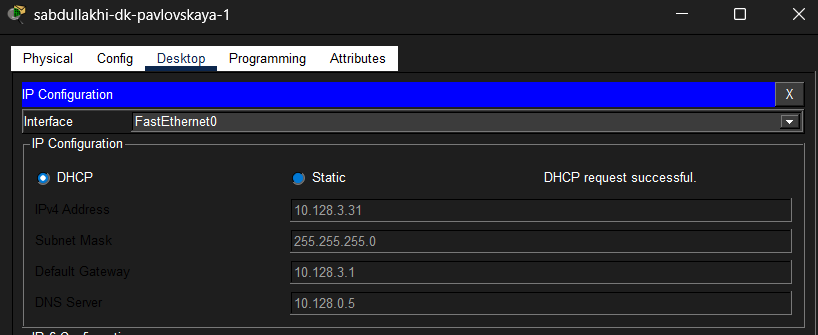 sabdullakhi-dk-pavlovskaya-1
Physical Config Desktop Programming Attributes
IP Configuration X
Interface FastEthernet0
IP Configuration
DHCP Static DHCP request successful.
IPv4 Address 10.128.3.31
Subnet Mask 255.255.255.0
Default Gateway 10.128.3.1
DNS Server 10.128.0.5